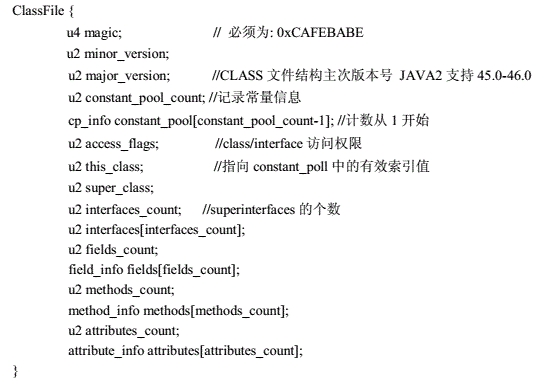 ClassFile {
u4 magic; // 必须为: 0xCAFEBABE
u2 minor_version;
u2 major_version; //CLASS 文件结构主次版本号 JAVA2 支持 45.0-46.0
u2 constant_pool_count; //记录常量信息
cp_info constant_pool[constant_pool_count-1]; //计数从 1 开始
u2 access_flags; //class/interface 访问权限
u2 this_class; //指向 constant_poll 中的有效索引值
u2 super_class;
u2 interfaces_count; //superinterfaces 的个数
u2 interfaces[interfaces_count];
u2 fields_count;
field_info fields[fields_count];
u2 methods_count;
method_info methods[methods_count];
u2 attributes_count;
attribute_info attributes[attributes_count];
}